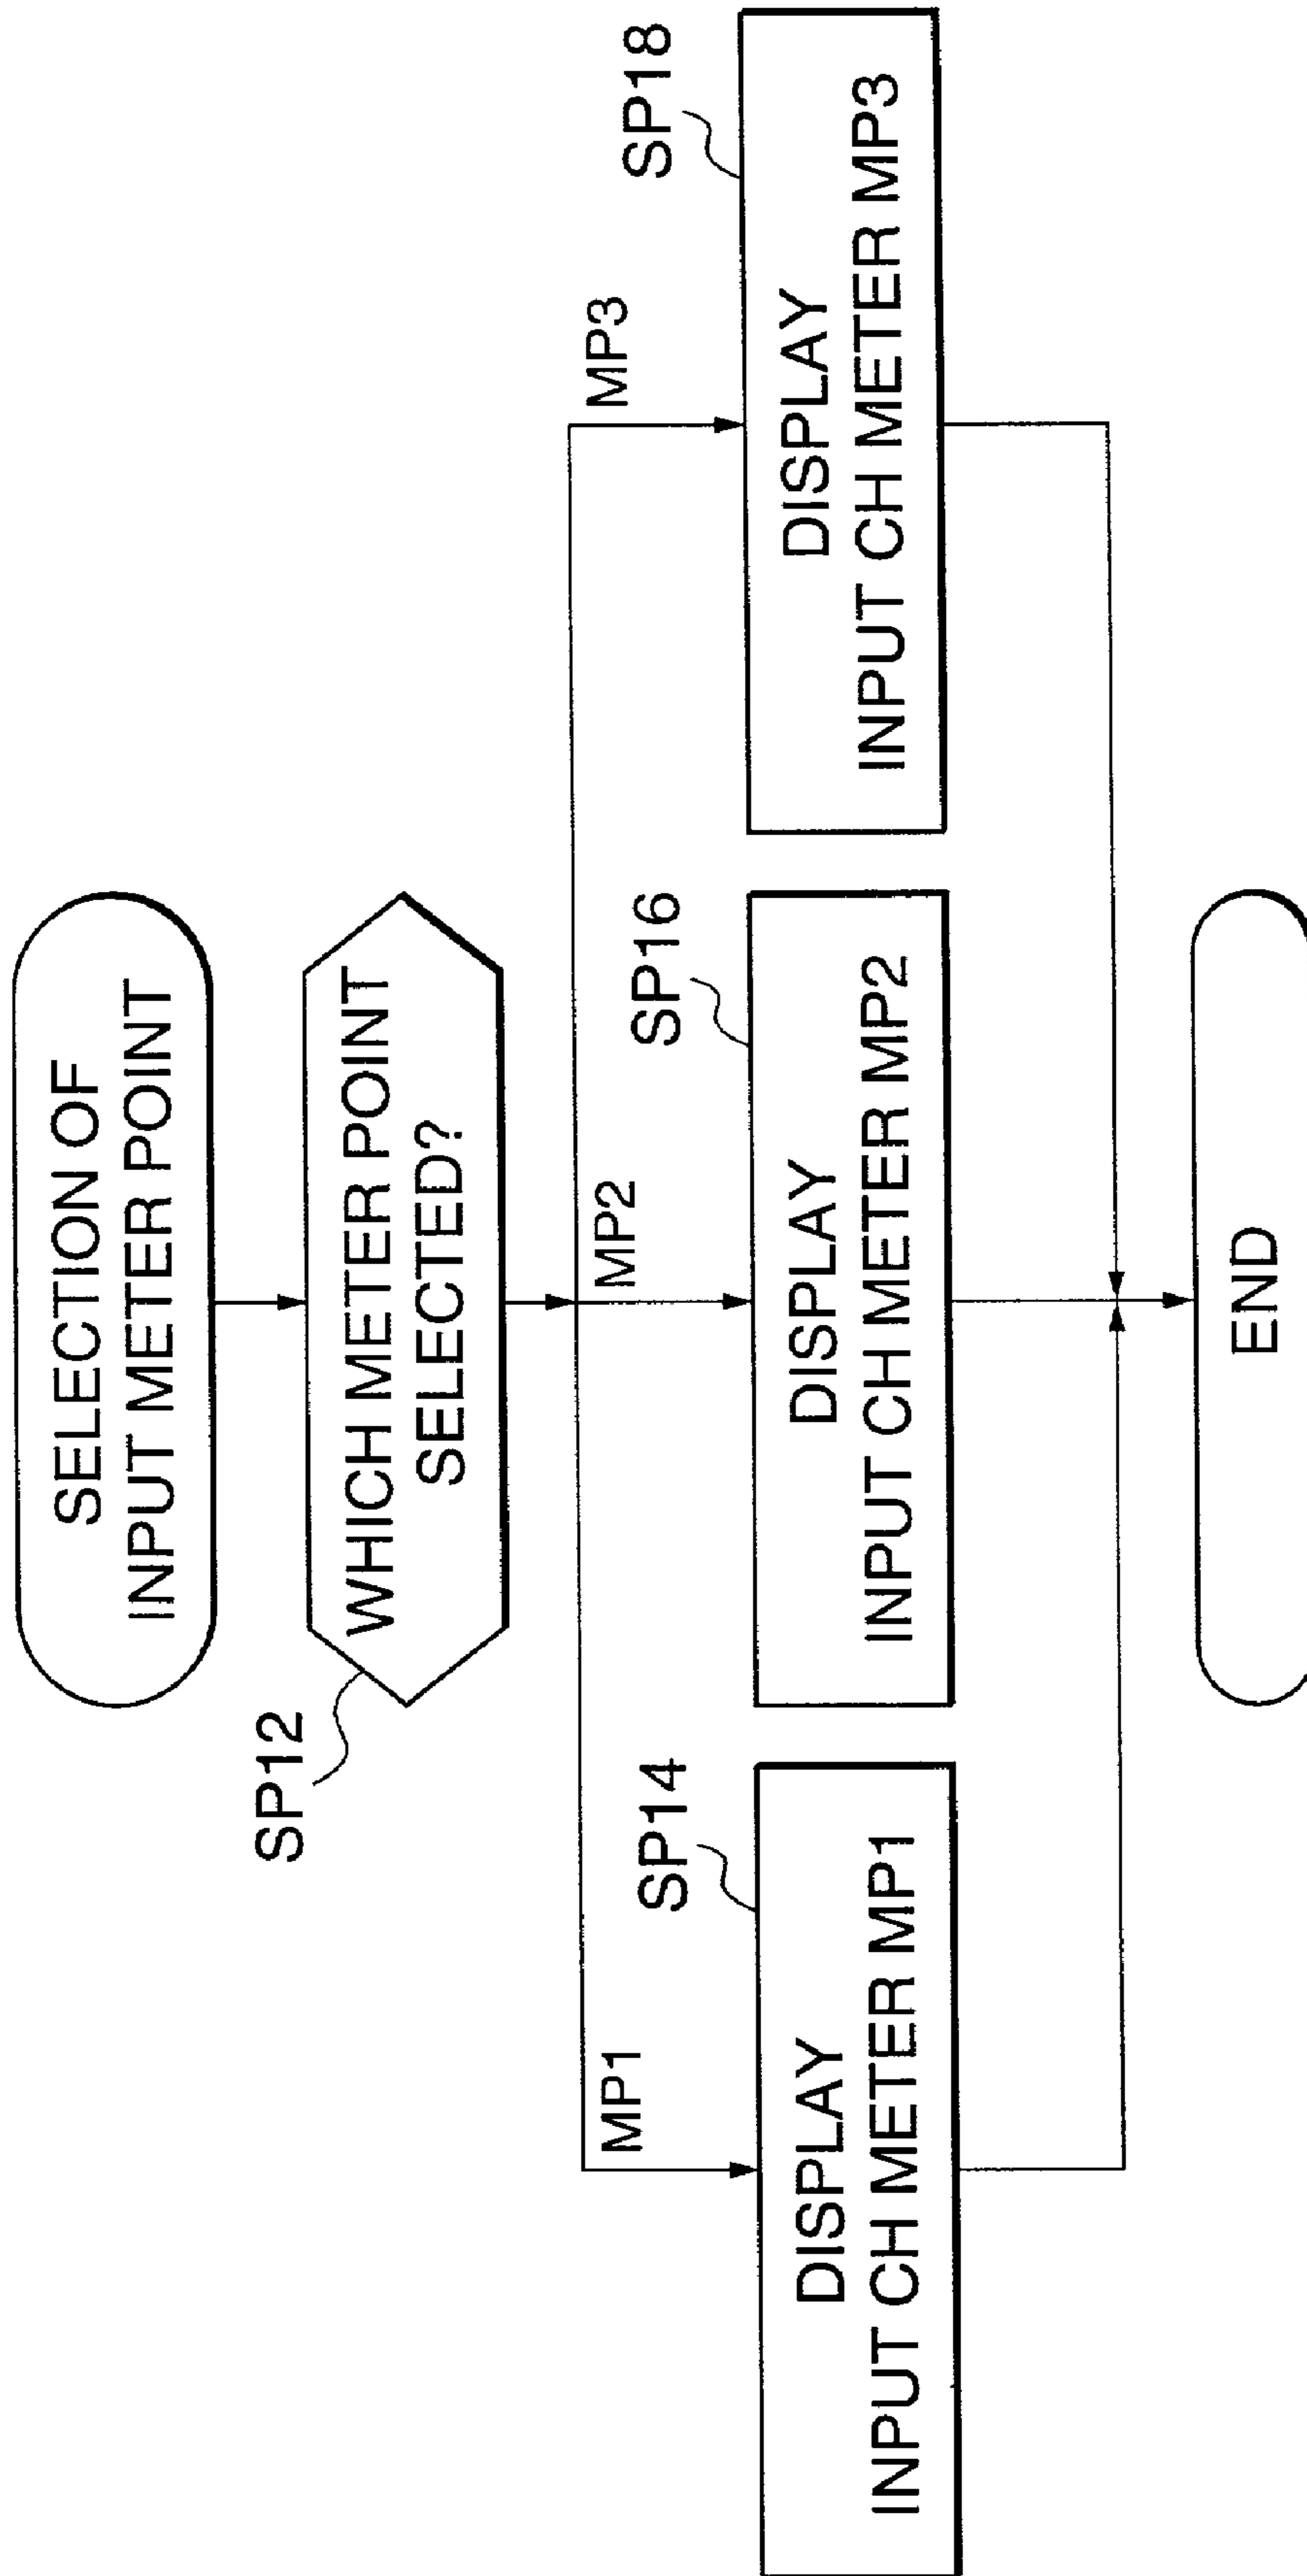 SELECTION OF
INPUT METER POINT
SP12
WHICH METER POINT
SELECTED?
MP1
MP2
MP3
SP14
DISPLAY
INPUT CH METER MP1
SP16
DISPLAY
INPUT CH METER MP2
SP18
DISPLAY
INPUT CH METER MP3
END